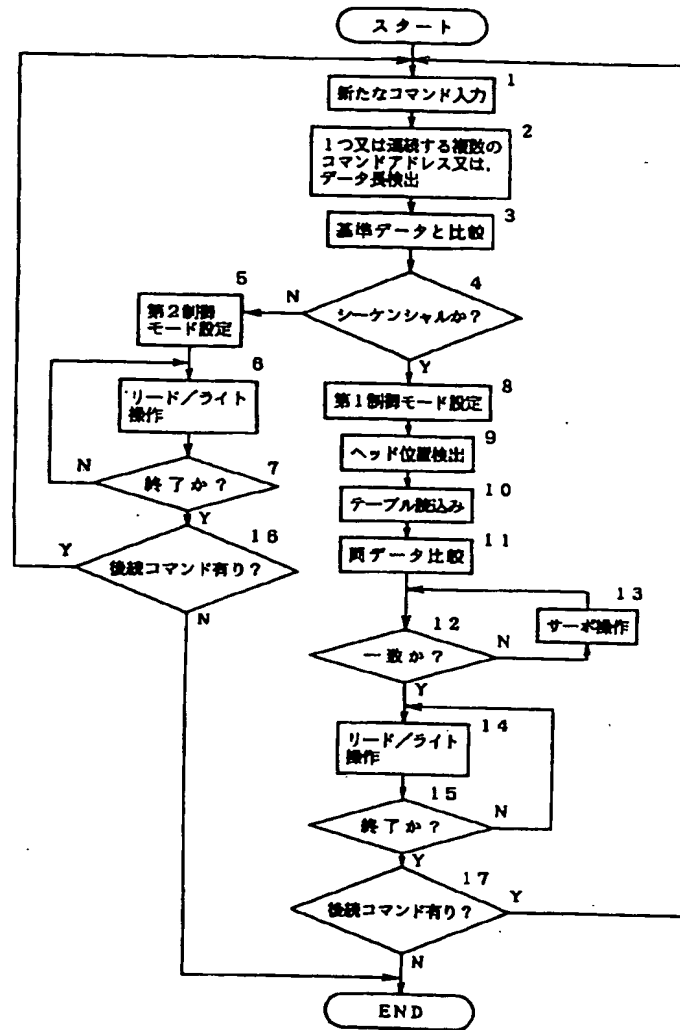 スタート
1
新たなコマンド入力
2
1つ又は連続する複数の
コマンドアドレス又は、
データ長検出
3
基準データと比較
4
シーケンシャルか?
N
Y
5
第2制御
モード設定
6
リード/ライト
操作
7
終了か?
N
Y
16
後続コマンド有り?
Y
N
8
第1制御モード設定
9
ヘッド位置検出
10
テーブル読込み
11
両データ比較
12
一致か?
N
Y
13
サーボ操作
14
リード/ライト
操作
15
終了か?
N
Y
17
後続コマンド有り?
Y
N
END